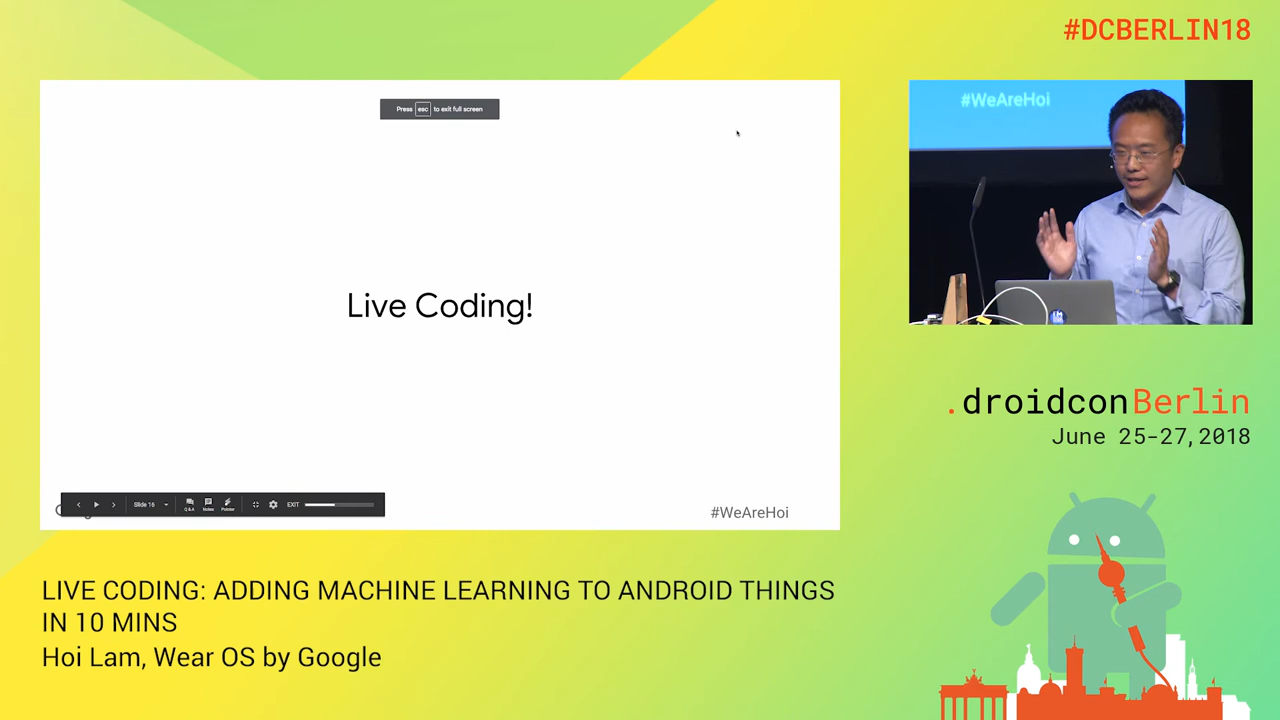 #DCBERLIN18
Press esc to exit full screen
#WeAreHoi
Live Coding!
.droidconBerlin
June 25-27,2018
Slide 16
Q&A
Notes
Pointer
EXIT
#WeAreHoi
LIVE CODING: ADDING MACHINE LEARNING TO ANDROID THINGS
IN 10 MINS
Hoi Lam, Wear OS by Google